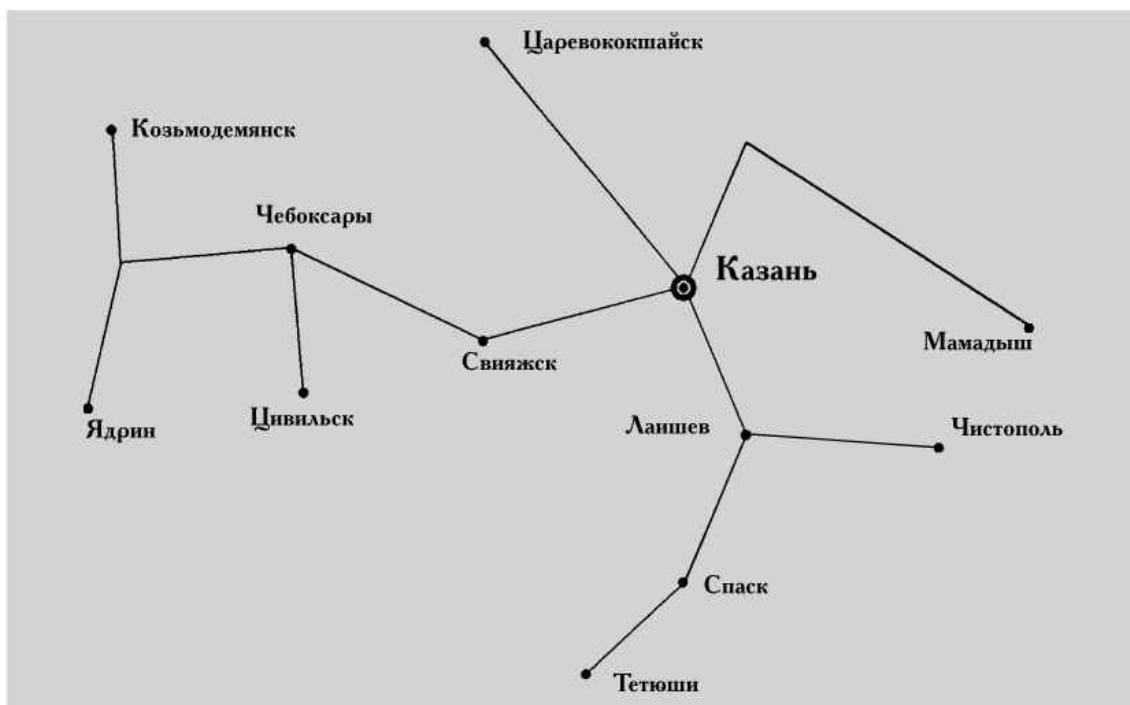 Царевококшайск
Козьмодемянск
Чебоксары
Казань
Мамадыш
Свияжск
Цивильск
Ядрин
Лаишев
Чистополь
Спаск
Тетюши